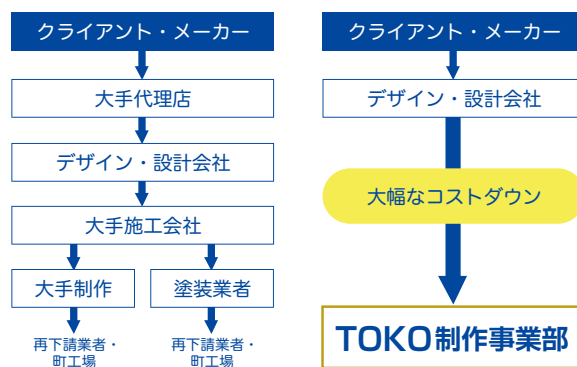 クライアント・メーカー
大手代理店
デザイン・設計会社
大手施工会社
大手制作
塗装業者
再下請業者・
町工場
再下請業者・
町工場
クライアント・メーカー
デザイン・設計会社
大幅なコストダウン
TOKO制作事業部